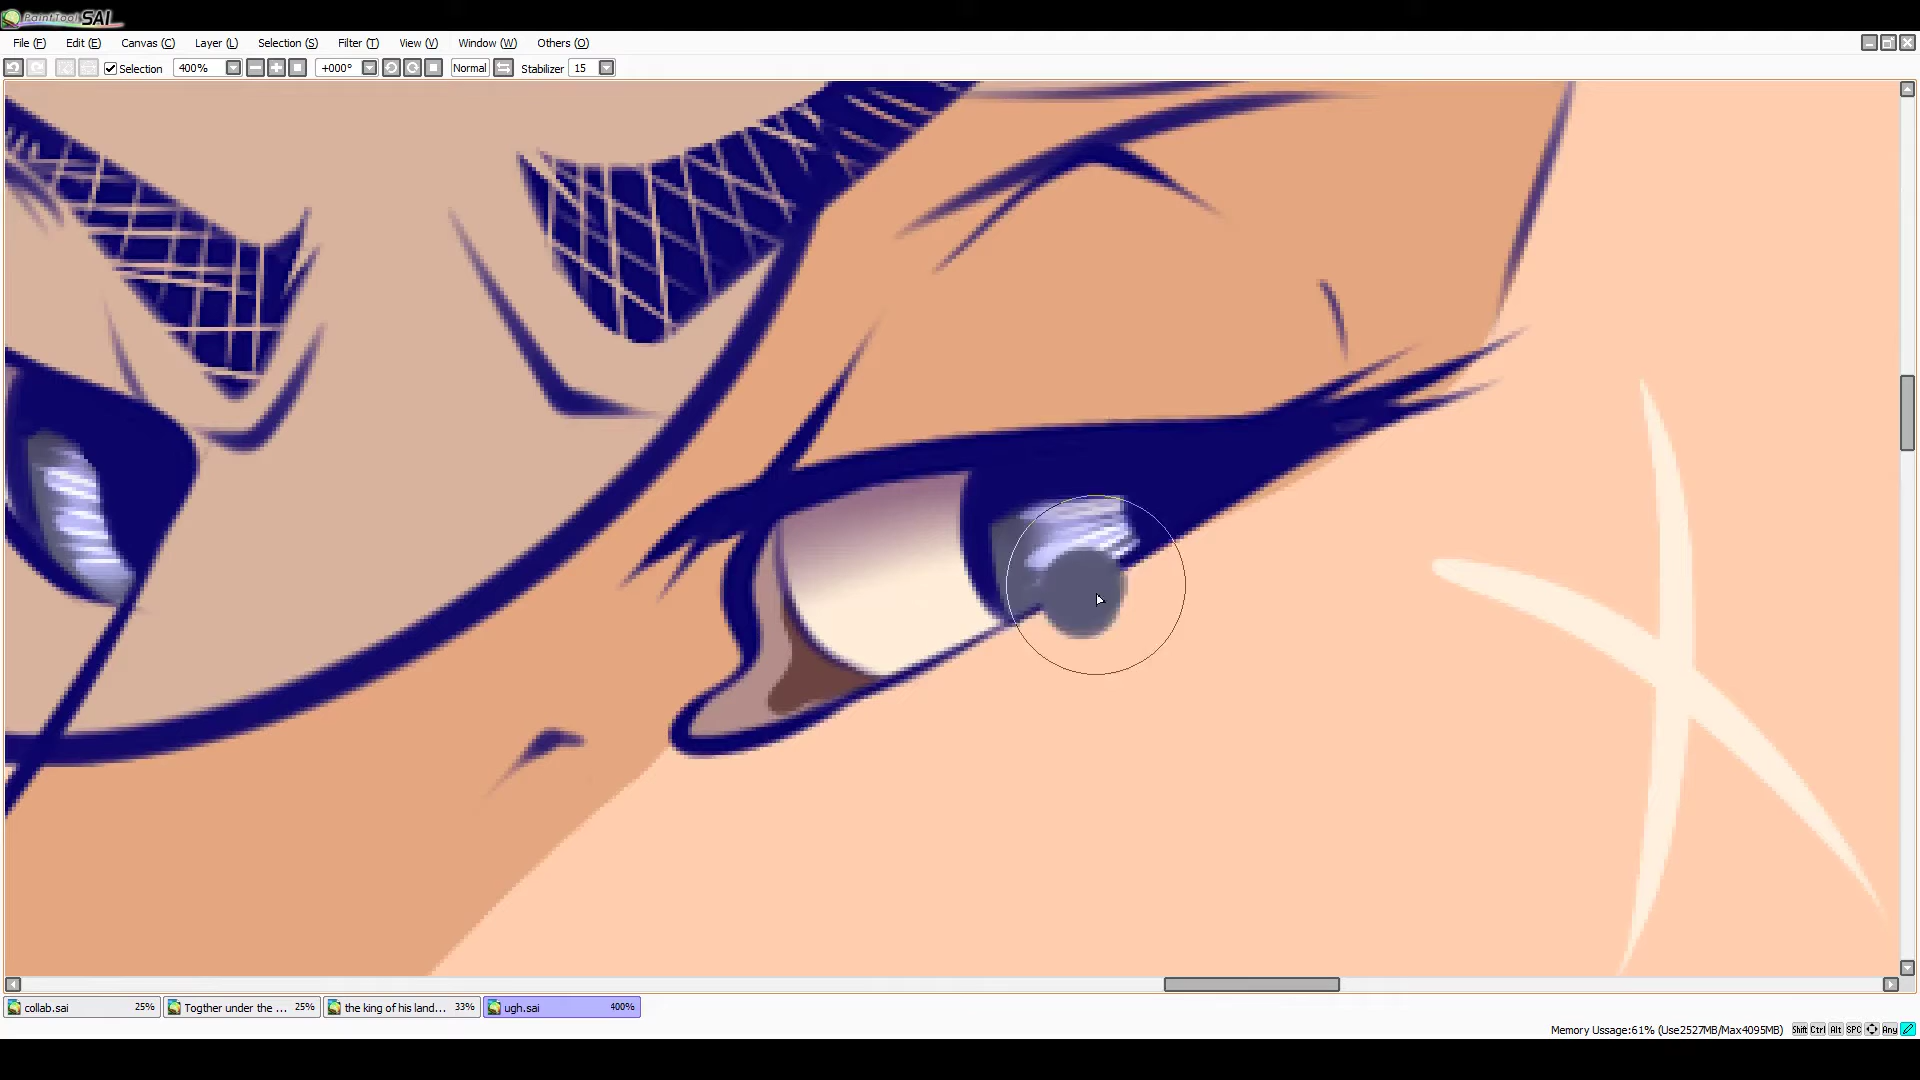 PaintTool SAI
File (F) Edit (E) Canvas (C) Layer (L) Selection (S) Filter (T) View (V) Window (W) Others (O)
Selection 400% +000° Normal Stabilizer 15
collab.sai 25% Togther under the ... 25% the king of his land... 33% ugh.sai 400%
Memory Ussage:61% (Use2527MB/Max4095MB) Shift Ctrl Alt SPC Any